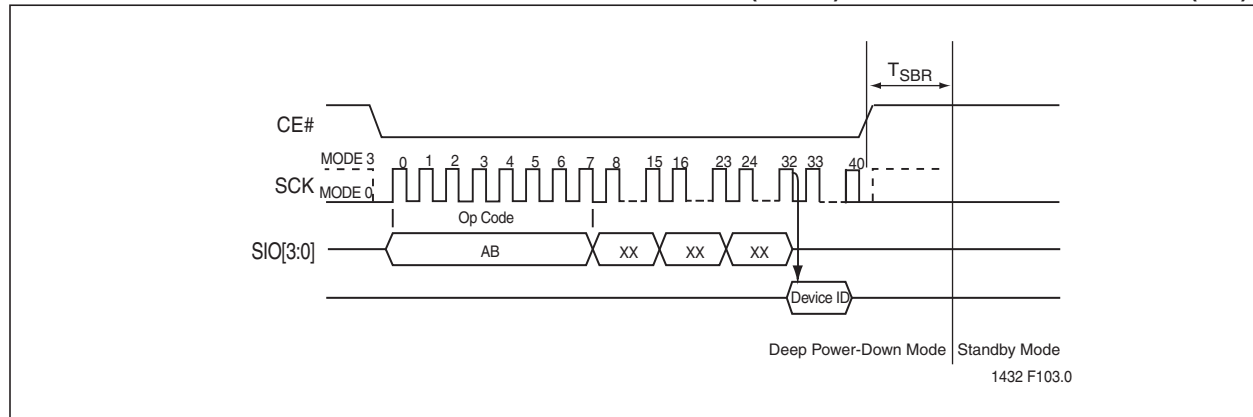 T SBR
CE#
MODE 3
0 1 2 3 4 5 6 7 8 15 16 23 24 32 33 40
SCK
MODE 0
Op Code
SIO[3:0]
AB
XX
XX
XX
Device ID
Deep Power-Down Mode
Standby Mode
1432 F103.0